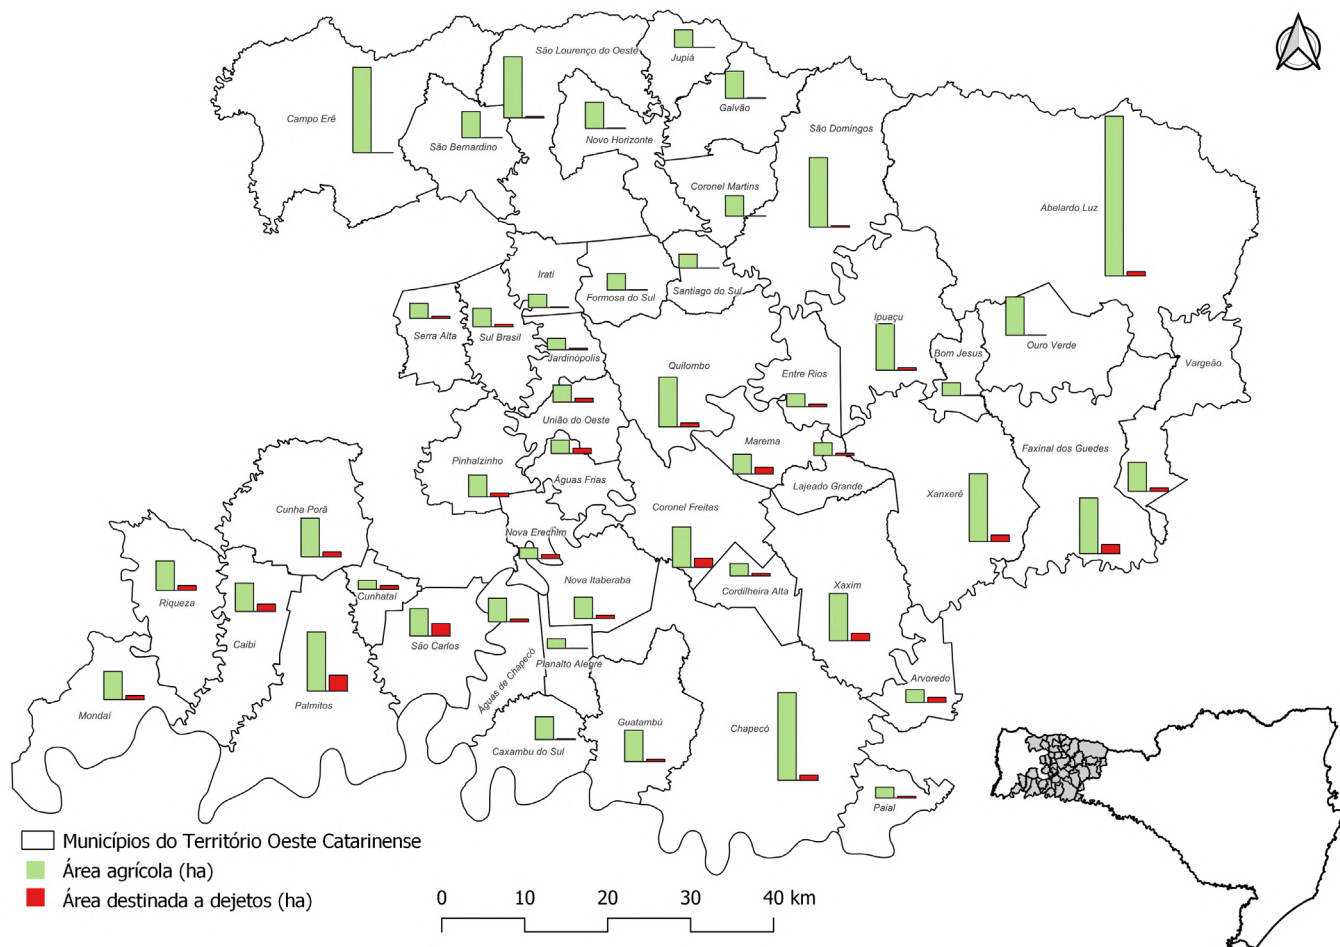 São Lourenço do Oeste
Jupiá
Galvão
Campo Erê
São Bernardino
Novo Horizonte
São Domingos
Coronel Martins
Abelardo Luz
Irati
Formosa do Sul
Santiago do Sul
Serra Alta
Sul Brasil
Ipuaçu
Bom Jesus
Ouro Verde
Vargeão
Jardinópolis
Quilombo
Entre Rios
União do Oeste
Marema
Faxinal dos Guedes
Pinhalzinho
Águas Frias
Lajeado Grande
Xanxerê
Cunha Porã
Coronel Freitas
Nova Erechim
Nova Itaberaba
Cordilheira Alta
Xaxim
Riqueza
Cunhataí
Caibi
São Carlos
Planalto Alegre
Águas de Chapecó
Arvoredo
Mondaí
Palmitos
Caxambu do Sul
Guatambú
Chapecó
Paial
Municípios do Território Oeste Catarinense
Área agrícola (ha)
Área destinada a dejetos (ha)
0 10 20 30 40 km